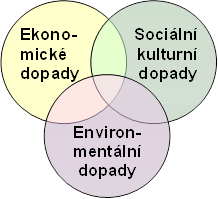 Ekono-
mické
dopady
Sociální
kulturní
dopady
Environ-
mentální
dopady